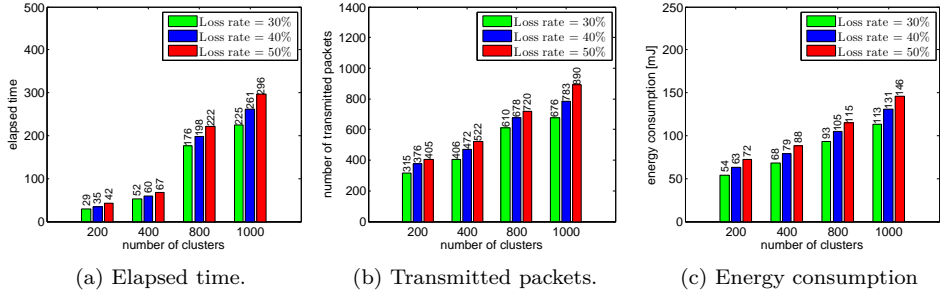 500
400
300
200
100
0
elapsed time
Loss rate = 30%
Loss rate = 40%
Loss rate = 50%
29
35
42
52
60
67
176
198
222
225
261
296
200 400 800 1000
number of clusters
(a) Elapsed time.
1400
1200
1000
800
600
400
200
0
number of transmitted packets
Loss rate = 30%
Loss rate = 40%
Loss rate = 50%
315
376
405
406
472
522
610
678
720
676
783
890
200 400 800 1000
number of clusters
(b) Transmitted packets.
250
200
150
100
50
0
energy consumption [mJ]
Loss rate = 30%
Loss rate = 40%
Loss rate = 50%
54
63
72
68
79
88
93
105
115
113
131
146
200 400 800 1000
number of clusters
(c) Energy consumption